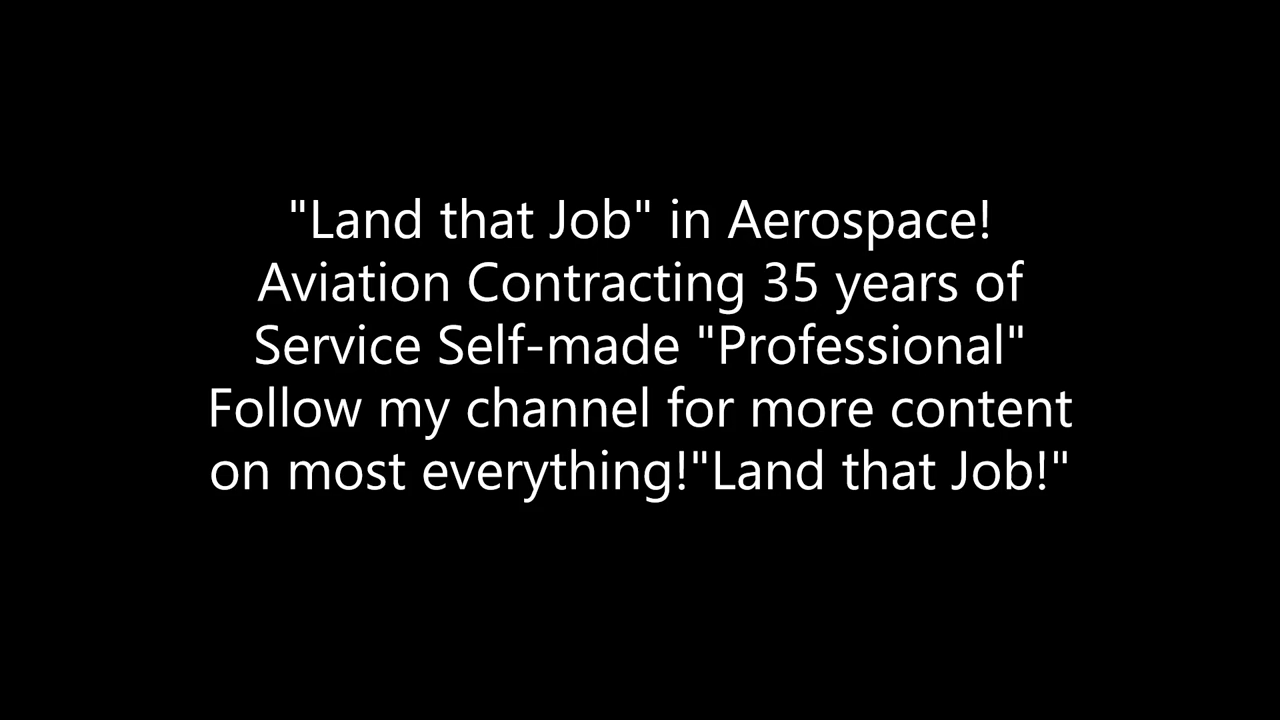 "Land that Job" in Aerospace!
Aviation Contracting 35 years of
Service Self-made "Professional"
Follow my channel for more content
on most everything!"Land that Job!"